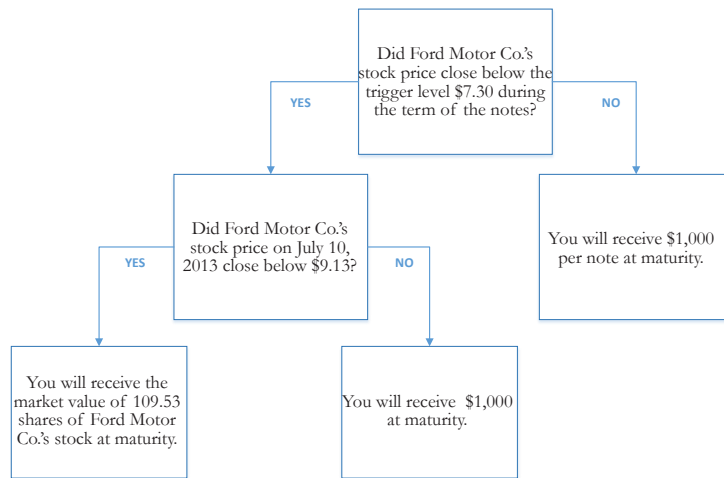 Did Ford Motor Co.'s
stock price close below the
trigger level $7.30 during
the term of the notes?
YES
NO
Did Ford Motor Co.'s
stock price on July 10,
2013 close below $9.13?
You will receive $1,000
per note at maturity.
YES
NO
You will receive the
market value of 109.53
shares of Ford Motor
Co.'s stock at maturity.
You will receive $1,000
at maturity.